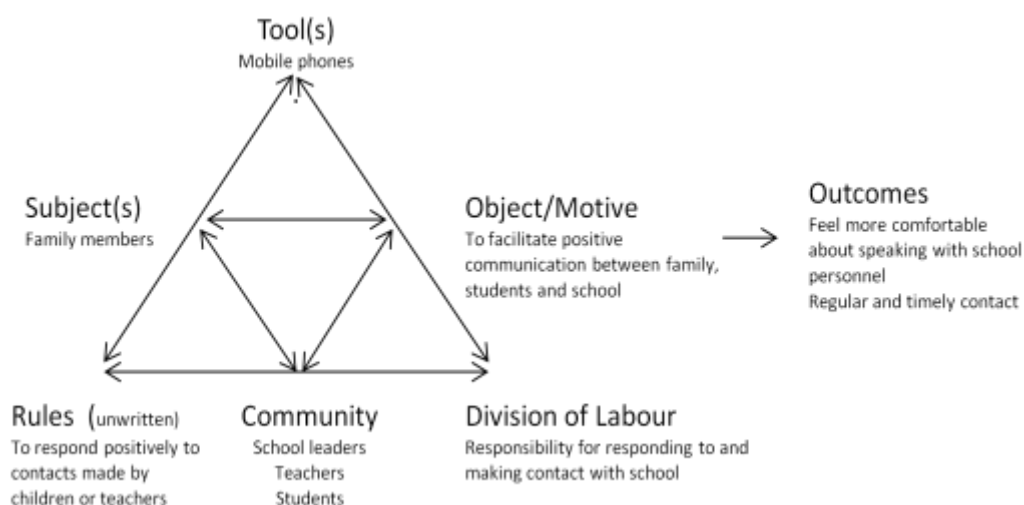 Tool(s)
Mobile phones
Subject(s)
Family members
Object/Motive
To facilitate positive
communication between family,
students and school
Outcomes
Feel more comfortable
about speaking with school
personnel
Regular and timely contact
Rules (unwritten)
To respond positively to
contacts made by
children or teachers
Community
School leaders
Teachers
Students
Division of Labour
Responsibility for responding to and
making contact with school